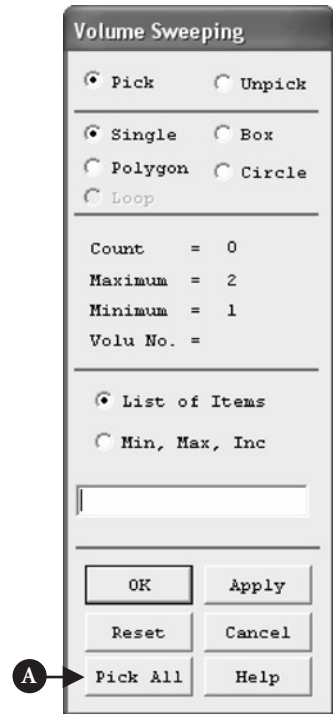 Volume Sweeping
Pick Unpick
Single Box
Polygon Circle
Loop
Count = 0
Maximum = 2
Minimum = 1
Volu No. =
List of Items
Min, Max, Inc
OK Apply
Reset Cancel
A Pick All Help